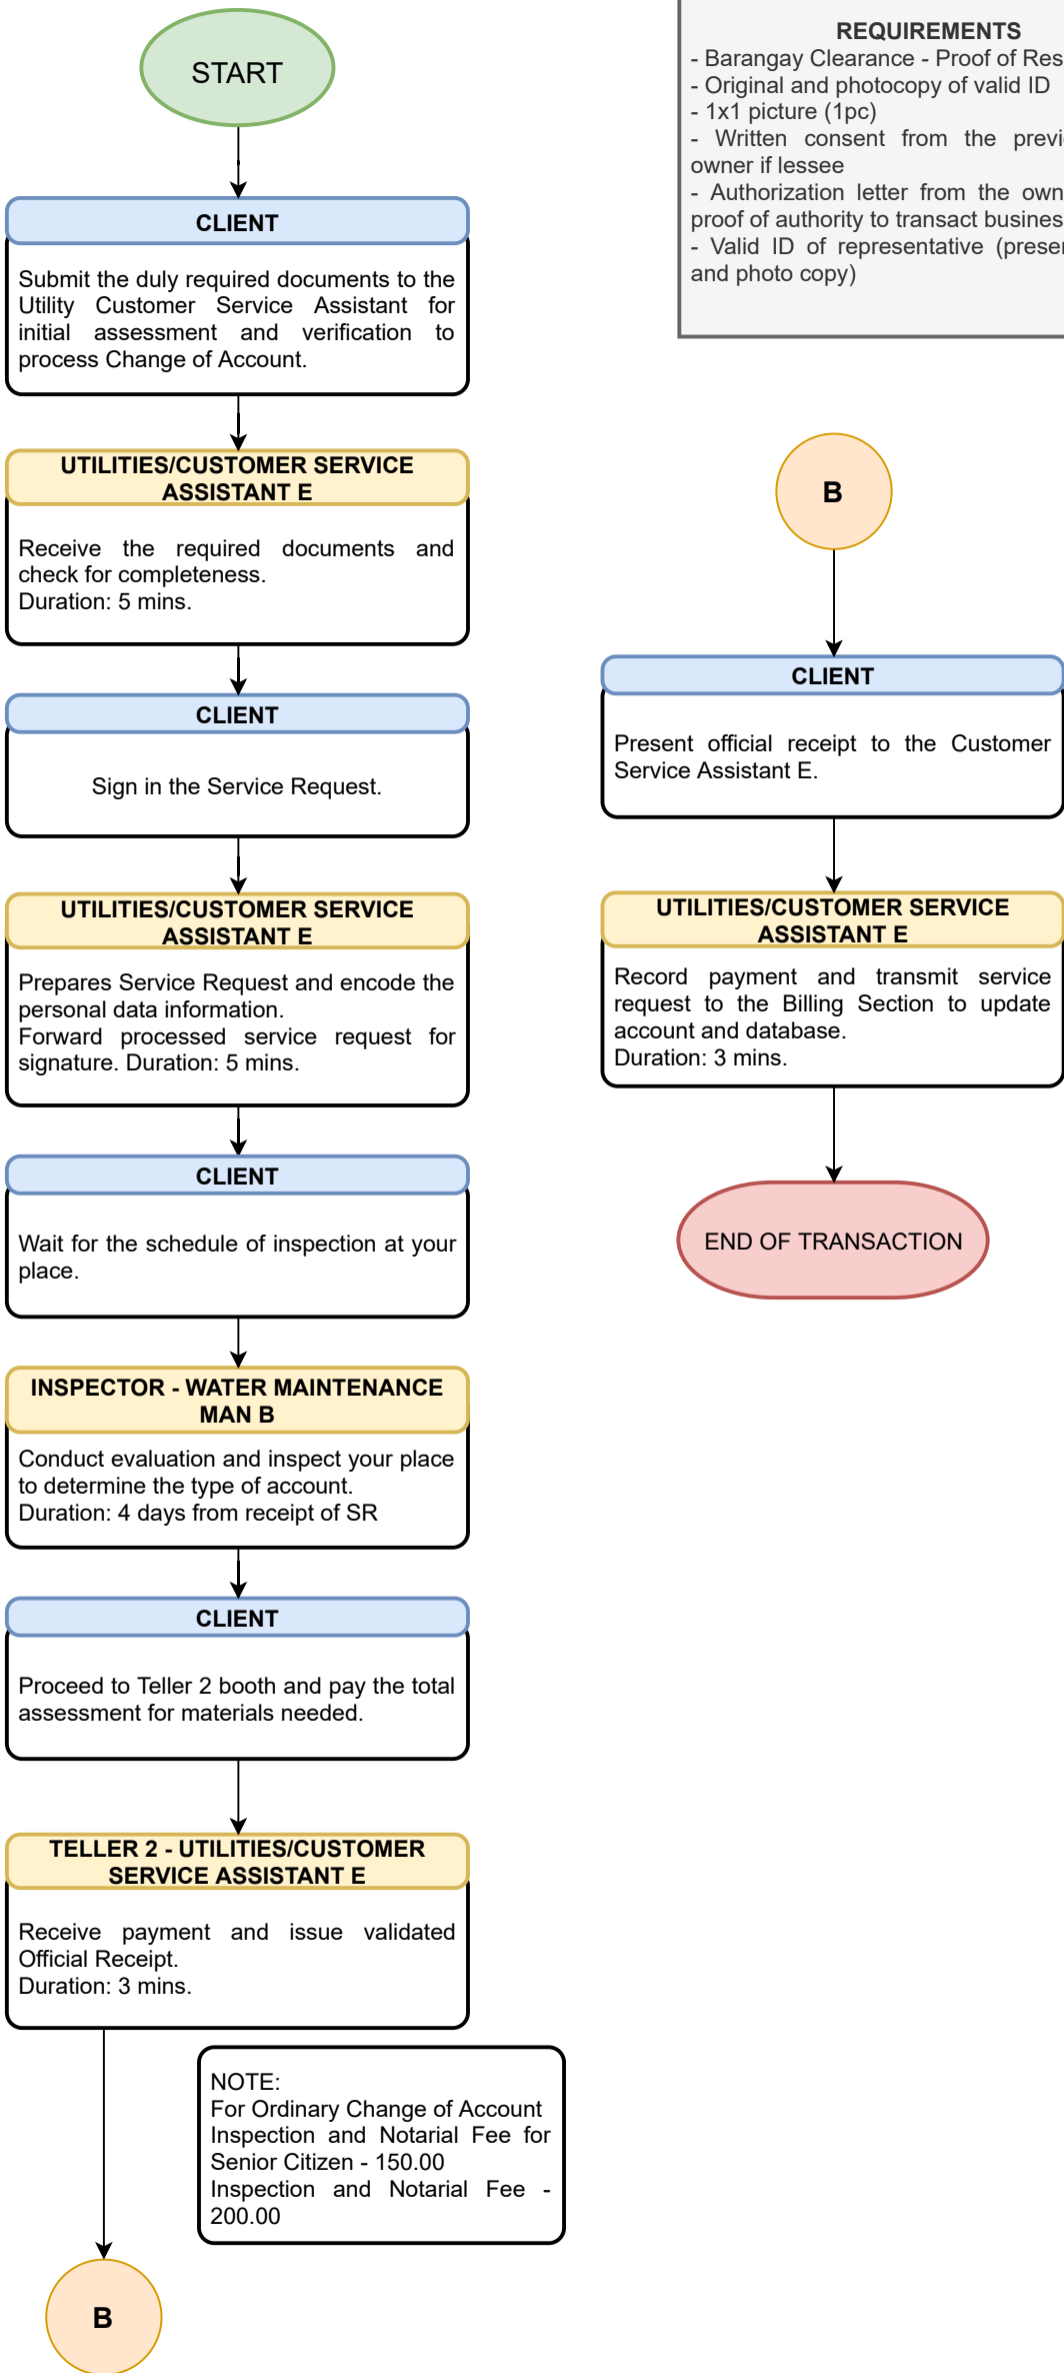 START
CLIENT
Submit the duly required documents to the
Utility Customer Service Assistant for
initial assessment and verification to
process Change of Account.
UTILITIES/CUSTOMER SERVICE
ASSISTANT E
Receive the required documents and
check for completeness.
Duration: 5 mins.
CLIENT
Sign in the Service Request.
UTILITIES/CUSTOMER SERVICE
ASSISTANT E
Prepares Service Request and encode the
personal data information.
Forward processed service request for
signature. Duration: 5 mins.
CLIENT
Wait for the schedule of inspection at your
place.
INSPECTOR - WATER MAINTENANCE
MAN B
Conduct evaluation and inspect your place
to determine the type of account.
Duration: 4 days from receipt of SR
CLIENT
Proceed to Teller 2 booth and pay the total
assessment for materials needed.
TELLER 2 - UTILITIES/CUSTOMER
SERVICE ASSISTANT E
Receive payment and issue validated
Official Receipt.
Duration: 3 mins.
NOTE:
For Ordinary Change of Account
Inspection and Notarial Fee for
Senior Citizen - 150.00
Inspection and Notarial Fee -
200.00
B
REQUIREMENTS
- Barangay Clearance - Proof of
- Original and photocopy of valid ID
- 1x1 picture (1pc)
- Written consent from the
owner if lessee
- Authorization letter from the
proof of authority to transact
- Valid ID of representative
and photo copy)
B
CLIENT
Present official receipt to the Customer
Service Assistant E.
UTILITIES/CUSTOMER SERVICE
ASSISTANT E
Record payment and transmit service
request to the Billing Section to update
account and database.
Duration: 3 mins.
END OF TRANSACTION